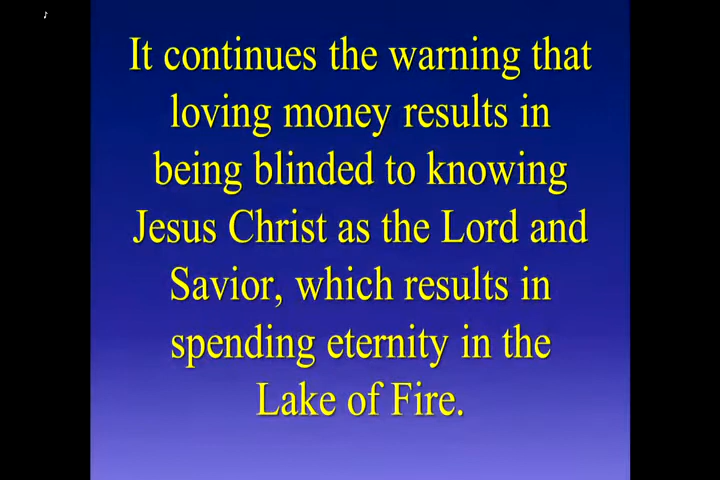 It continues the warning that
loving money results in
being blinded to knowing
Jesus Christ as the Lord and
Savior, which results in
spending eternity in the
Lake of Fire.